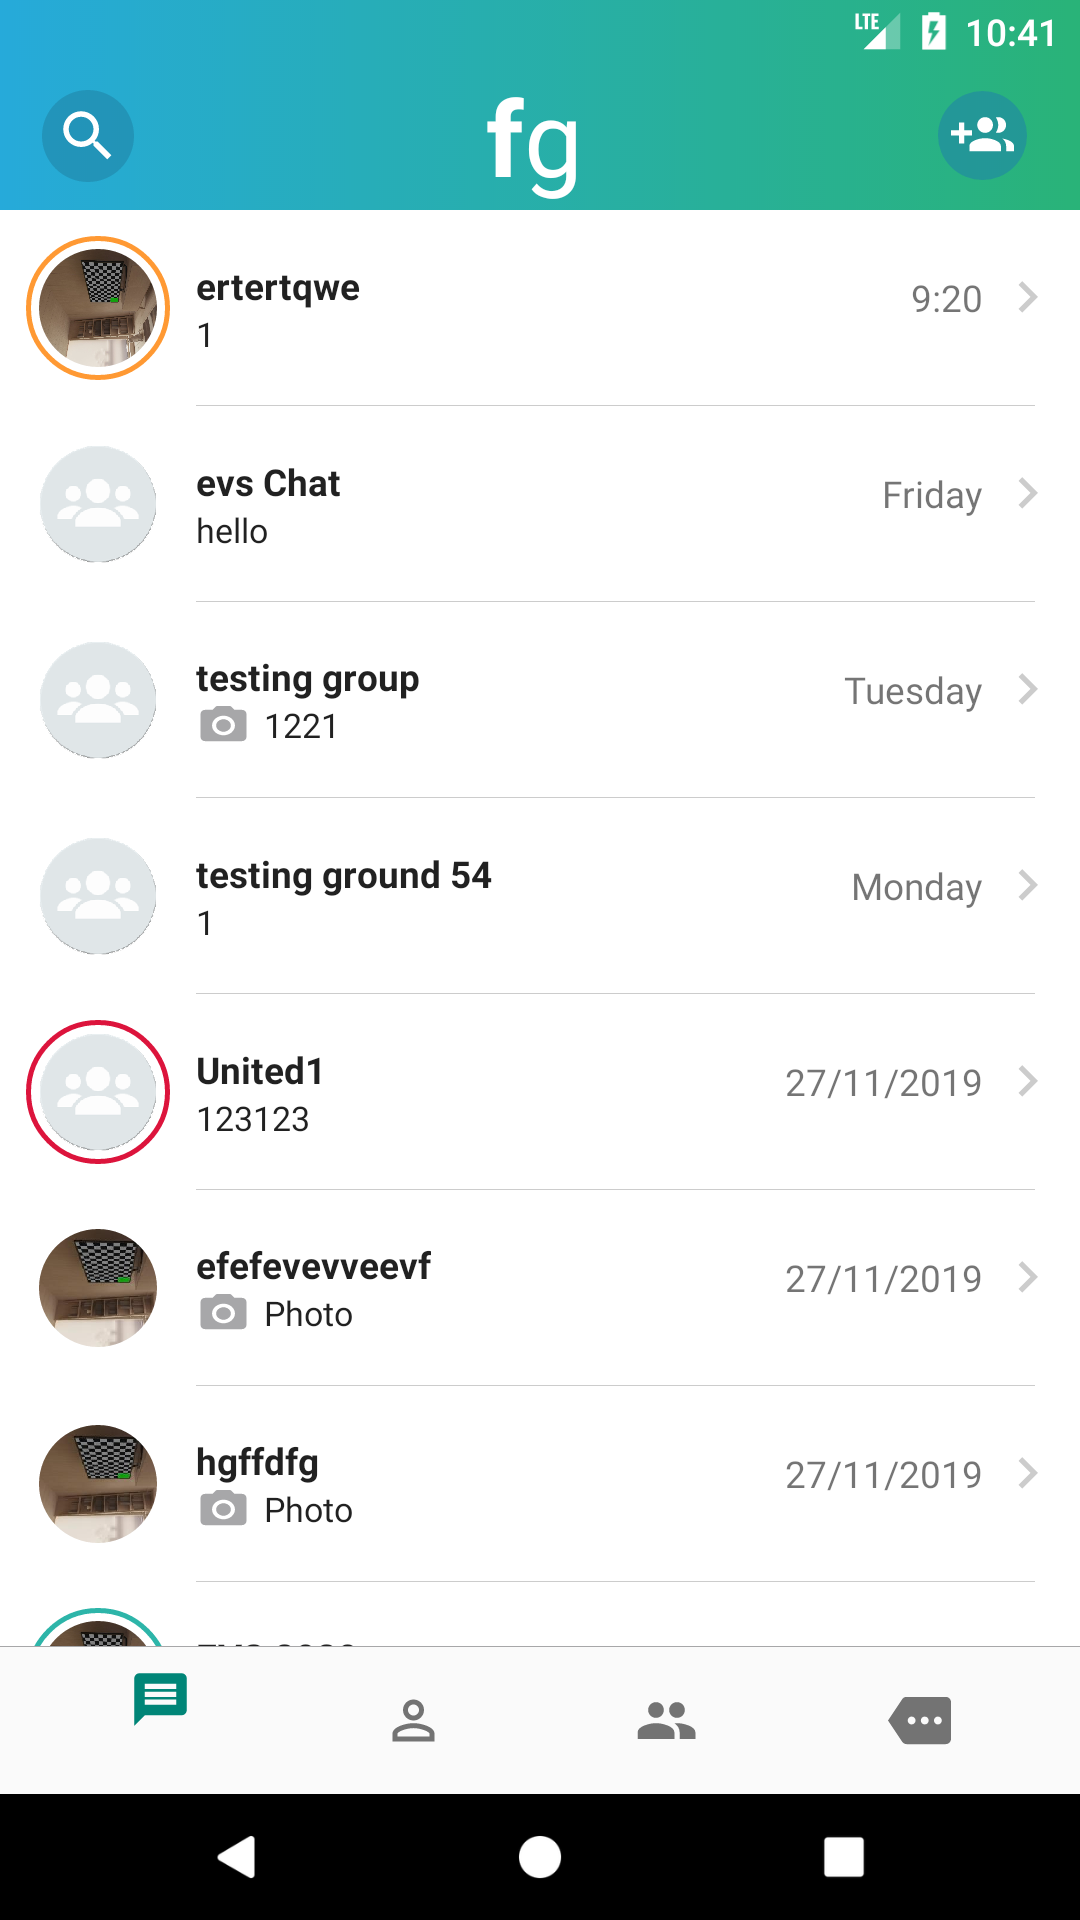 LTE 10:41
fg
ertertqwe
9:20
1
evs Chat
Friday
hello
testing group
Tuesday
1221
testing ground 54
Monday
1
United1
27/11/2019
123123
efefevevveevf
27/11/2019
Photo
hgffdfg
27/11/2019
Photo